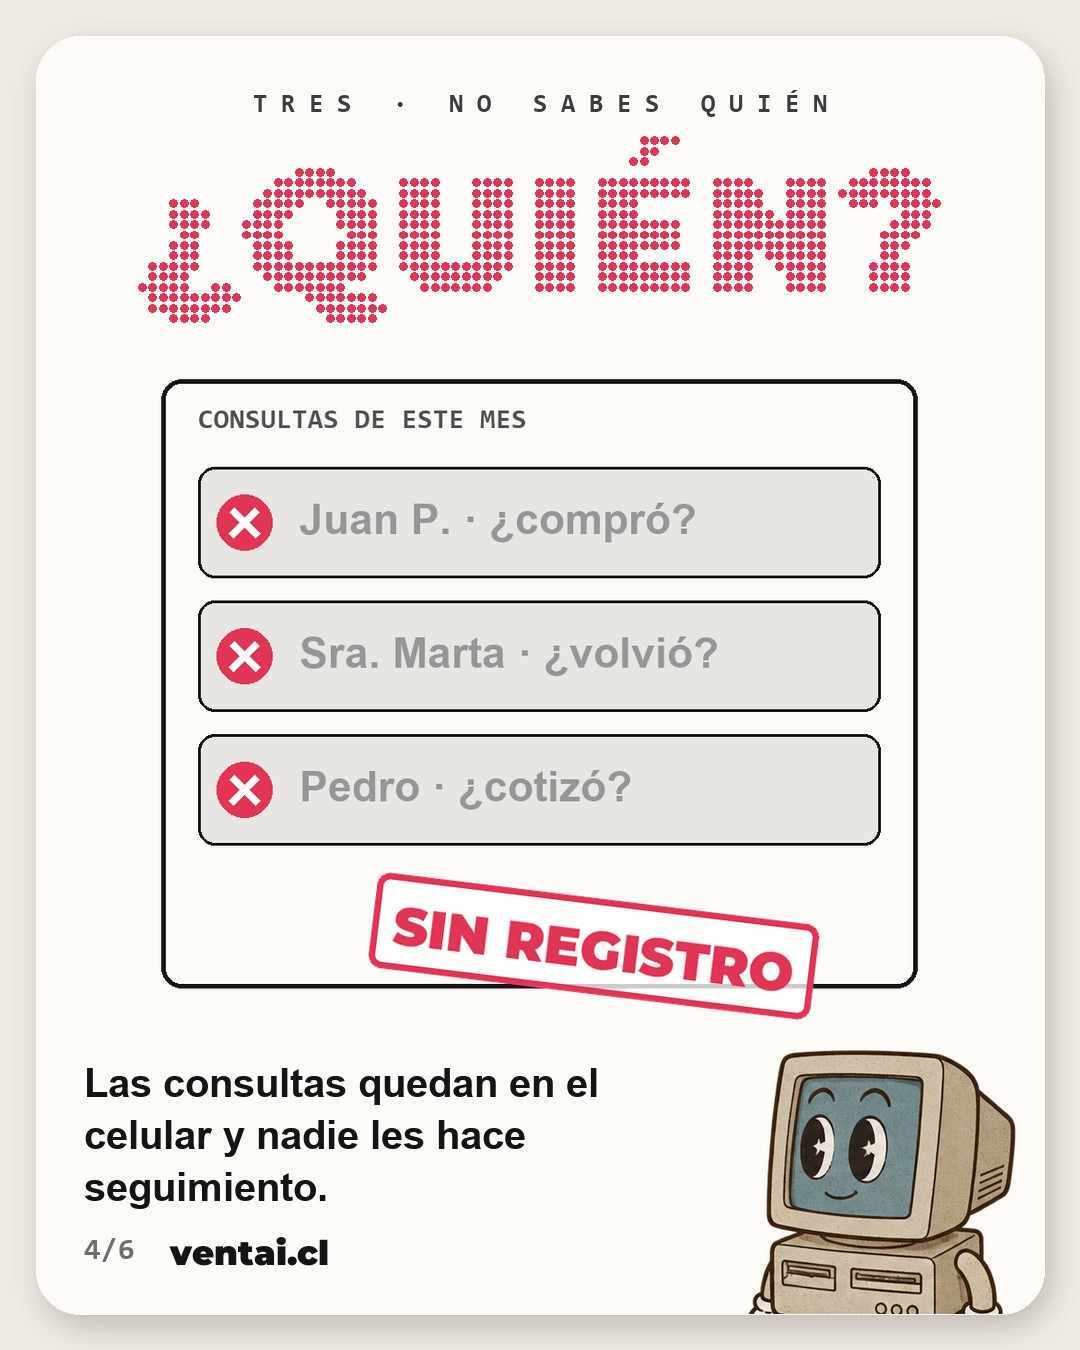 TRES · NO SABES QUIÉN
¿QUIÉN?
CONSULTAS DE ESTE MES
Juan P. · ¿compró?
Sra. Marta · ¿volvió?
Pedro · ¿cotizó?
SIN REGISTRO
Las consultas quedan en el
celular y nadie les hace
seguimiento.
4/6 ventai.cl